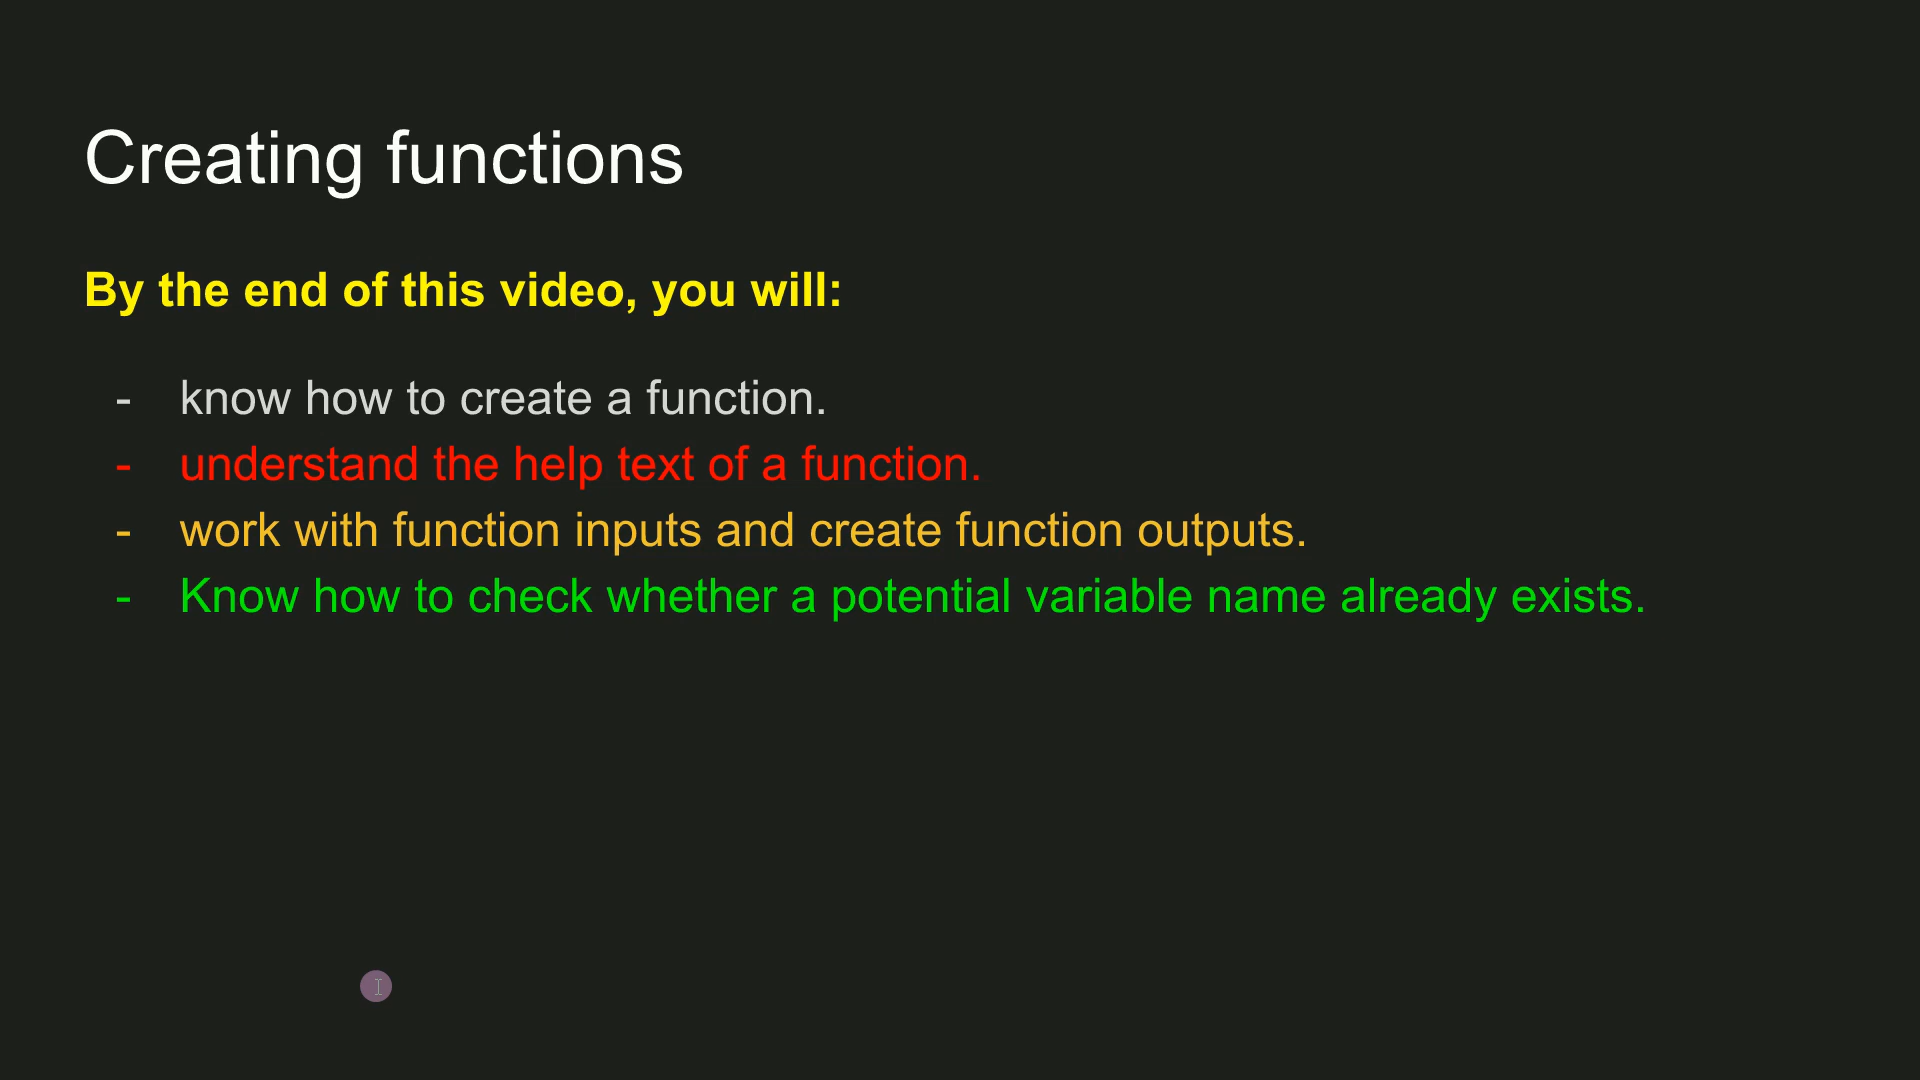 Creating functions
By the end of this video, you will:
- know how to create a function.
- understand the help text of a function.
- work with function inputs and create function outputs.
- Know how to check whether a potential variable name already exists.